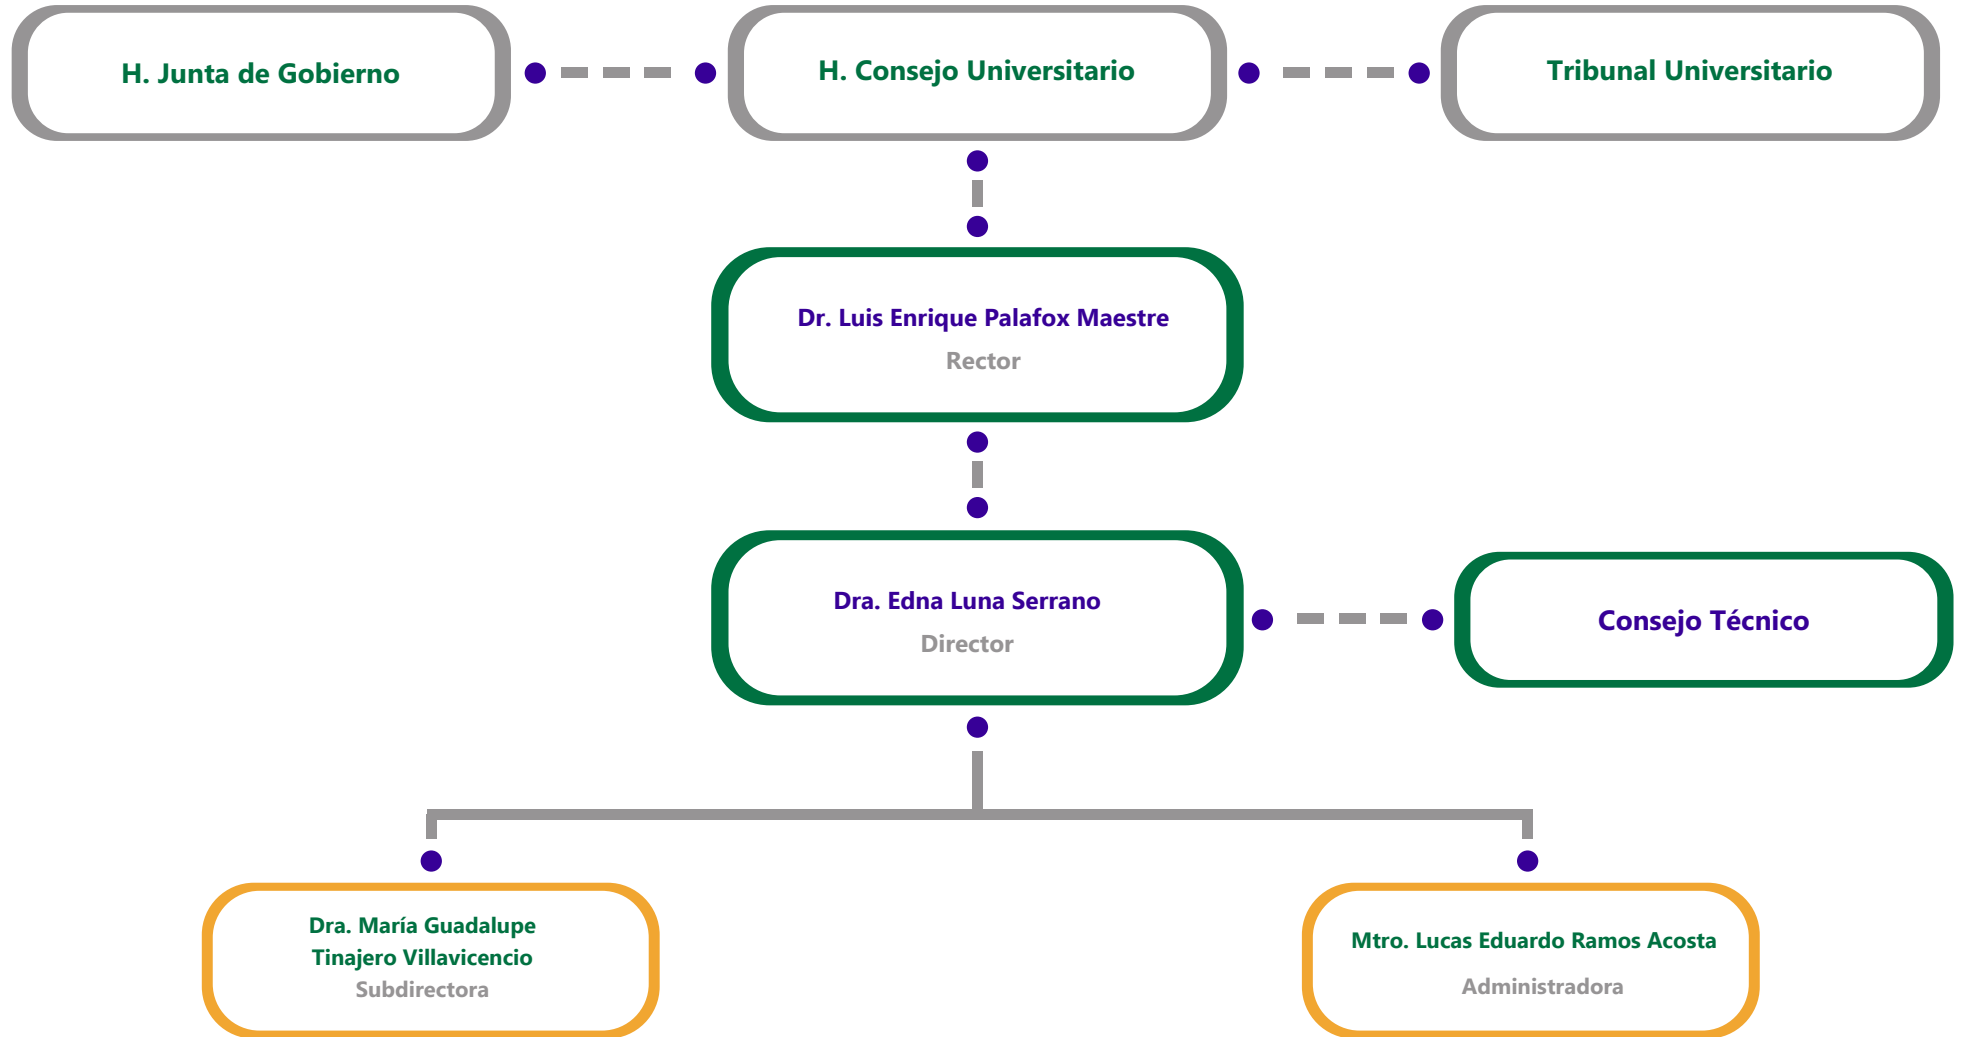 H. Junta de Gobierno
H. Consejo Universitario
Tribunal Universitario
Dr. Luis Enrique Palafox Maestre
Rector
Dra. Edna Luna Serrano
Director
Consejo Técnico
Dra. María Guadalupe
Tinajero Villavicencio
Subdirectora
Mtro. Lucas Eduardo Ramos Acosta
Administradora